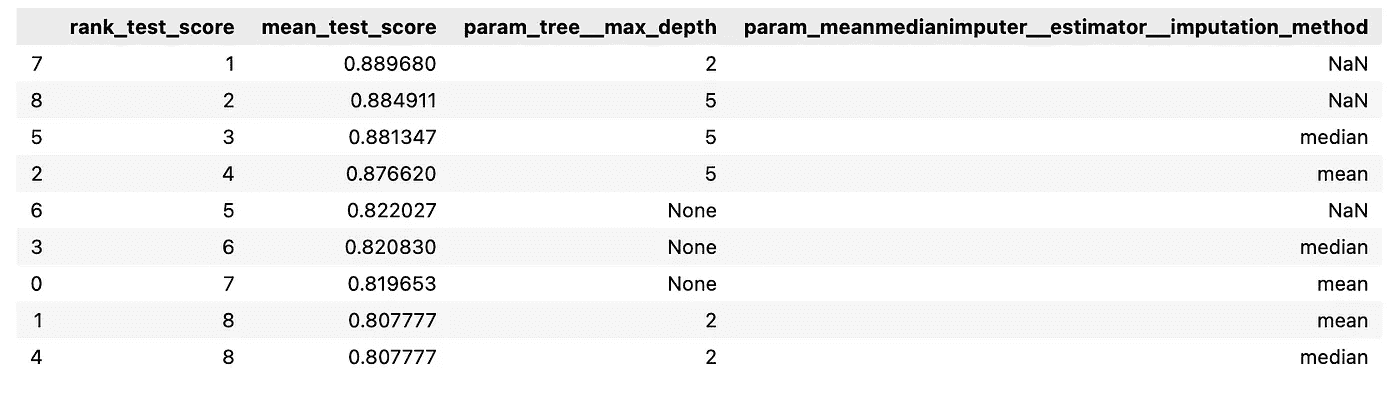 rank_test_score mean_test_score param_tree__max_depth param_meanmedianimputer__estimator__imputation_method
7 1 0.889680 2 NaN
8 2 0.884911 5 NaN
5 3 0.881347 5 median
2 4 0.876620 5 mean
6 5 0.822027 None NaN
3 6 0.820830 None median
0 7 0.819653 None mean
1 8 0.807777 2 mean
4 8 0.807777 2 median